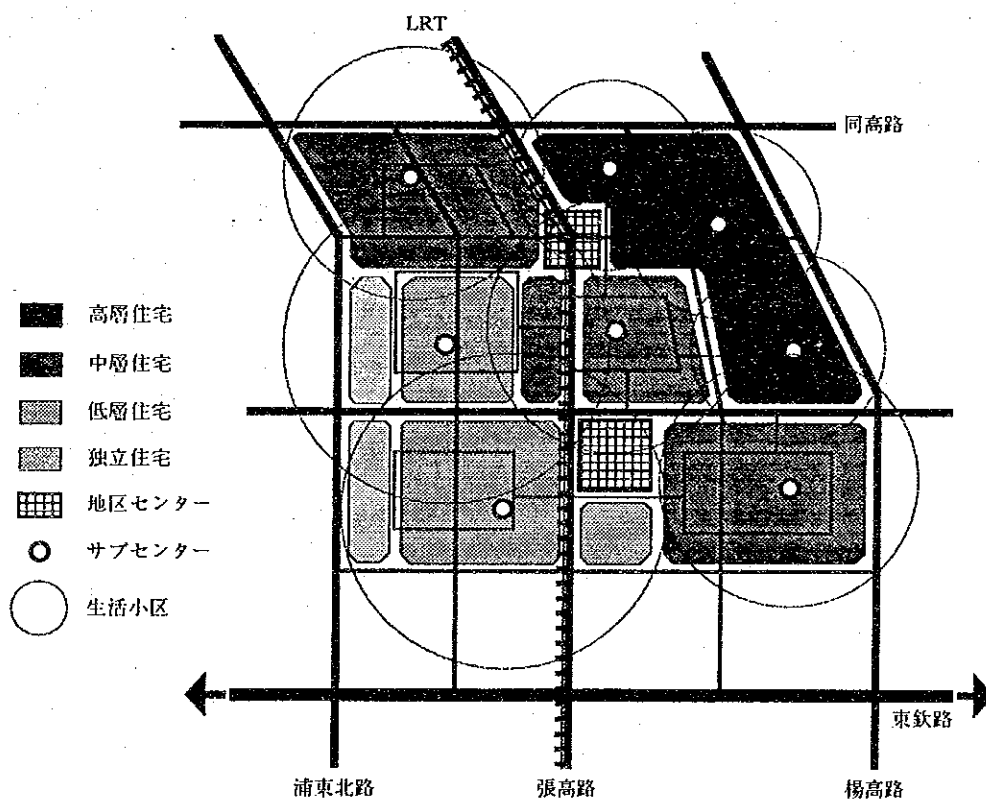 LRT
同高路
高層住宅
中層住宅
低層住宅
独立住宅
地区センター
サブセンター
生活小区
東欽路
浦東北路
張高路
楊高路